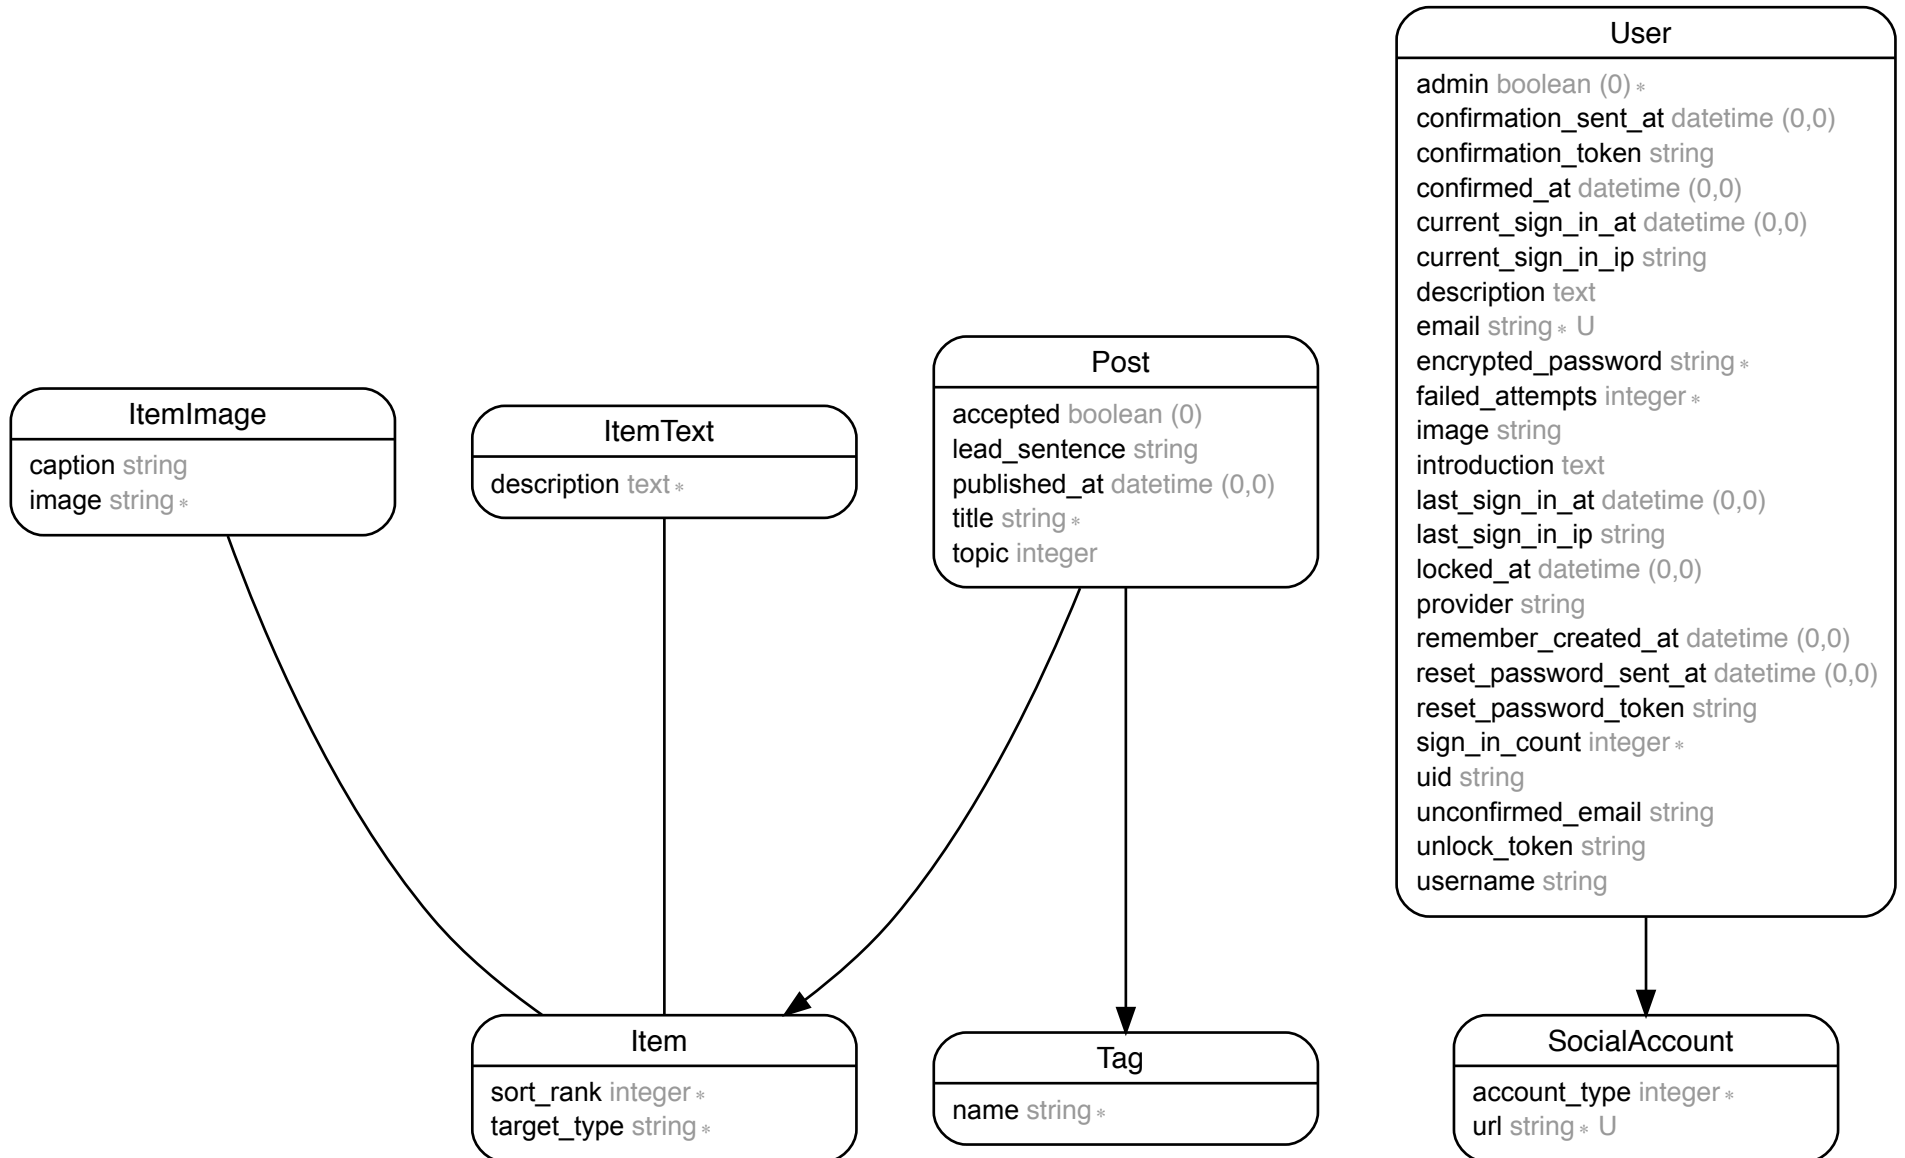 User
admin boolean (0) *
confirmation_sent_at datetime (0,0)
confirmation_token string
confirmed_at datetime (0,0)
current_sign_in_at datetime (0,0)
current_sign_in_ip string
description text
email string * U
encrypted_password string *
failed_attempts integer *
image string
introduction text
last_sign_in_at datetime (0,0)
last_sign_in_ip string
locked_at datetime (0,0)
provider string
remember_created_at datetime (0,0)
reset_password_sent_at datetime (0,0)
reset_password_token string
sign_in_count integer *
uid string
unconfirmed_email string
unlock_token string
username string
Post
accepted boolean (0)
lead_sentence string
published_at datetime (0,0)
title string *
topic integer
ItemImage
caption string
image string *
ItemText
description text *
Item
sort_rank integer *
target_type string *
Tag
name string *
SocialAccount
account_type integer *
url string * U